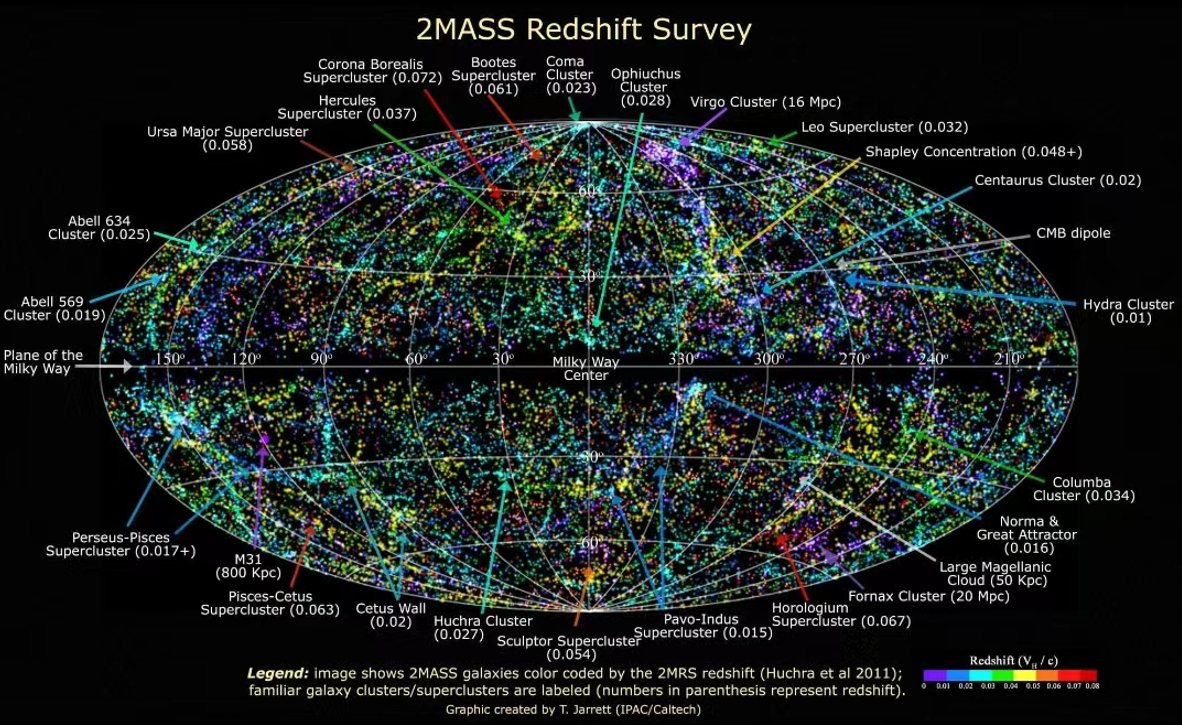 2MASS Redshift Survey
Corona Borealis
Supercluster (0.072)
Bootes
Supercluster
(0.061)
Coma
Cluster
(0.023)
Ophiuchus
Cluster
(0.028)
Hercules
Supercluster (0.037)
Virgo Cluster (16 Mpc)
Ursa Major Supercluster
(0.058)
Leo Supercluster (0.032)
Shapley Concentration (0.048+)
Centaurus Cluster (0.02)
Abell 634
Cluster (0.025)
CMB dipole
60°
30°
Abell 569
Cluster (0.019)
Hydra Cluster
(0.01)
Plane of the
Milky Way
150° 120° 90° 60° 30° 330° 300° 270° 240° 210°
Milky Way
Center
-30°
-60°
Columba
Cluster (0.034)
Perseus-Pisces
Supercluster (0.017+)
Norma &
Great Attractor
(0.016)
M31
(800 Kpc)
Large Magellanic
Cloud (50 Kpc)
Pisces-Cetus
Supercluster (0.063)
Cetus Wall
(0.02)
Huchra Cluster
(0.027)
Sculptor Supercluster
(0.054)
Pavo-Indus
Supercluster (0.015)
Horologium
Supercluster (0.067)
Fornax Cluster (20 Mpc)
Legend: image shows 2MASS galaxies color coded by the 2MRS redshift (Huchra et al 2011);
familiar galaxy clusters/superclusters are labeled (numbers in parenthesis represent redshift).
Graphic created by T. Jarrett (IPAC/Caltech)
Redshift (V_H / c)
0 0.01 0.02 0.03 0.04 0.05 0.06 0.07 0.08